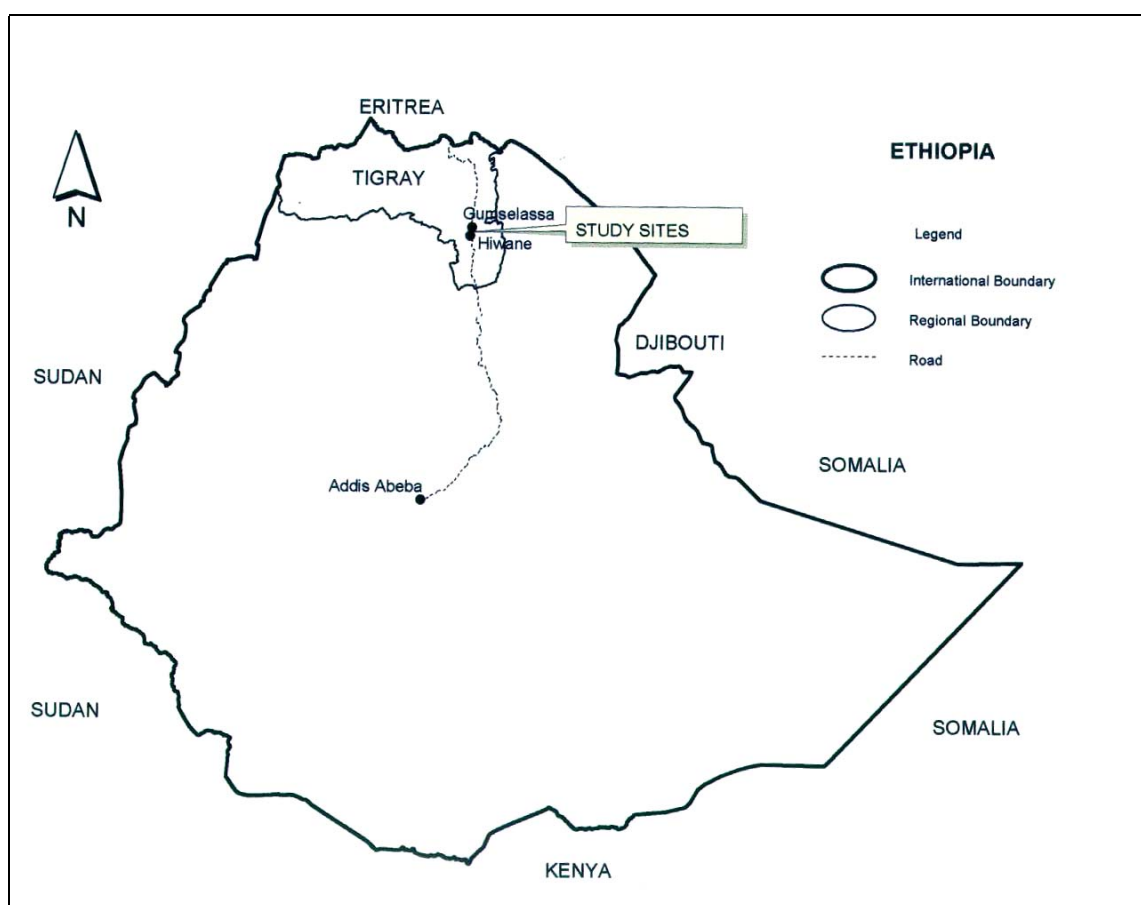 ERITREA
ETHIOPIA
N
TIGRAY
Gumselassa
STUDY SITES
Hiwane
Legend
International Boundary
Regional Boundary
DJIBOUTI
Road
SUDAN
SOMALIA
Addis Abeba
SUDAN
SOMALIA
KENYA